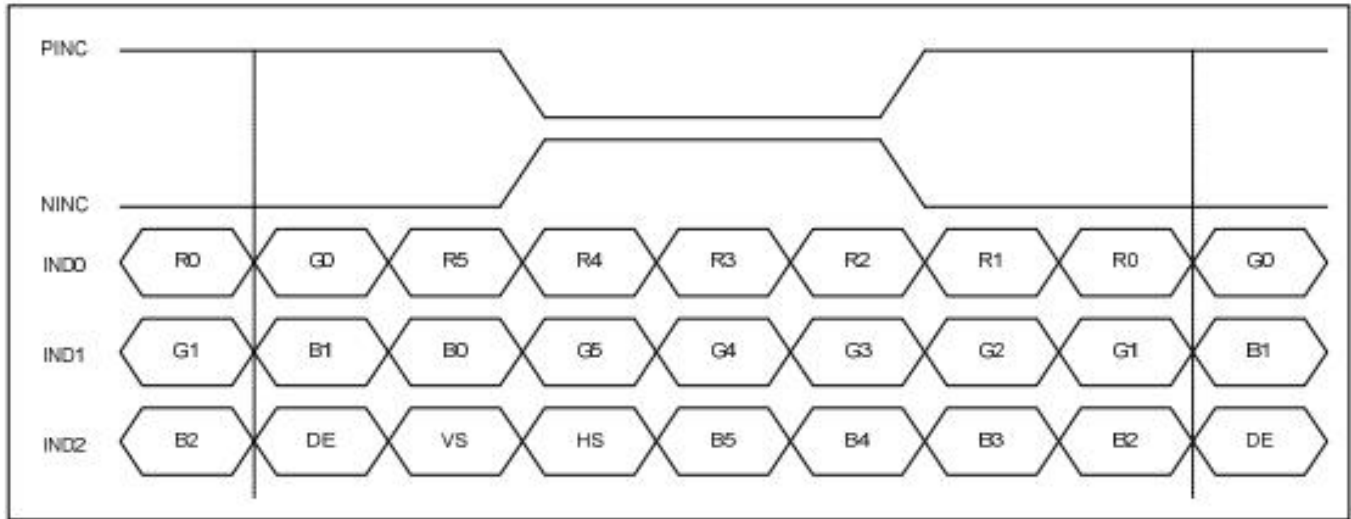 PINC
NINC
IND0 R0 G0 R5 R4 R3 R2 R1 R0 G0
IND1 G1 B1 B0 G5 G4 G3 G2 G1 B1
IND2 B2 DE VS HS B5 B4 B3 B2 DE